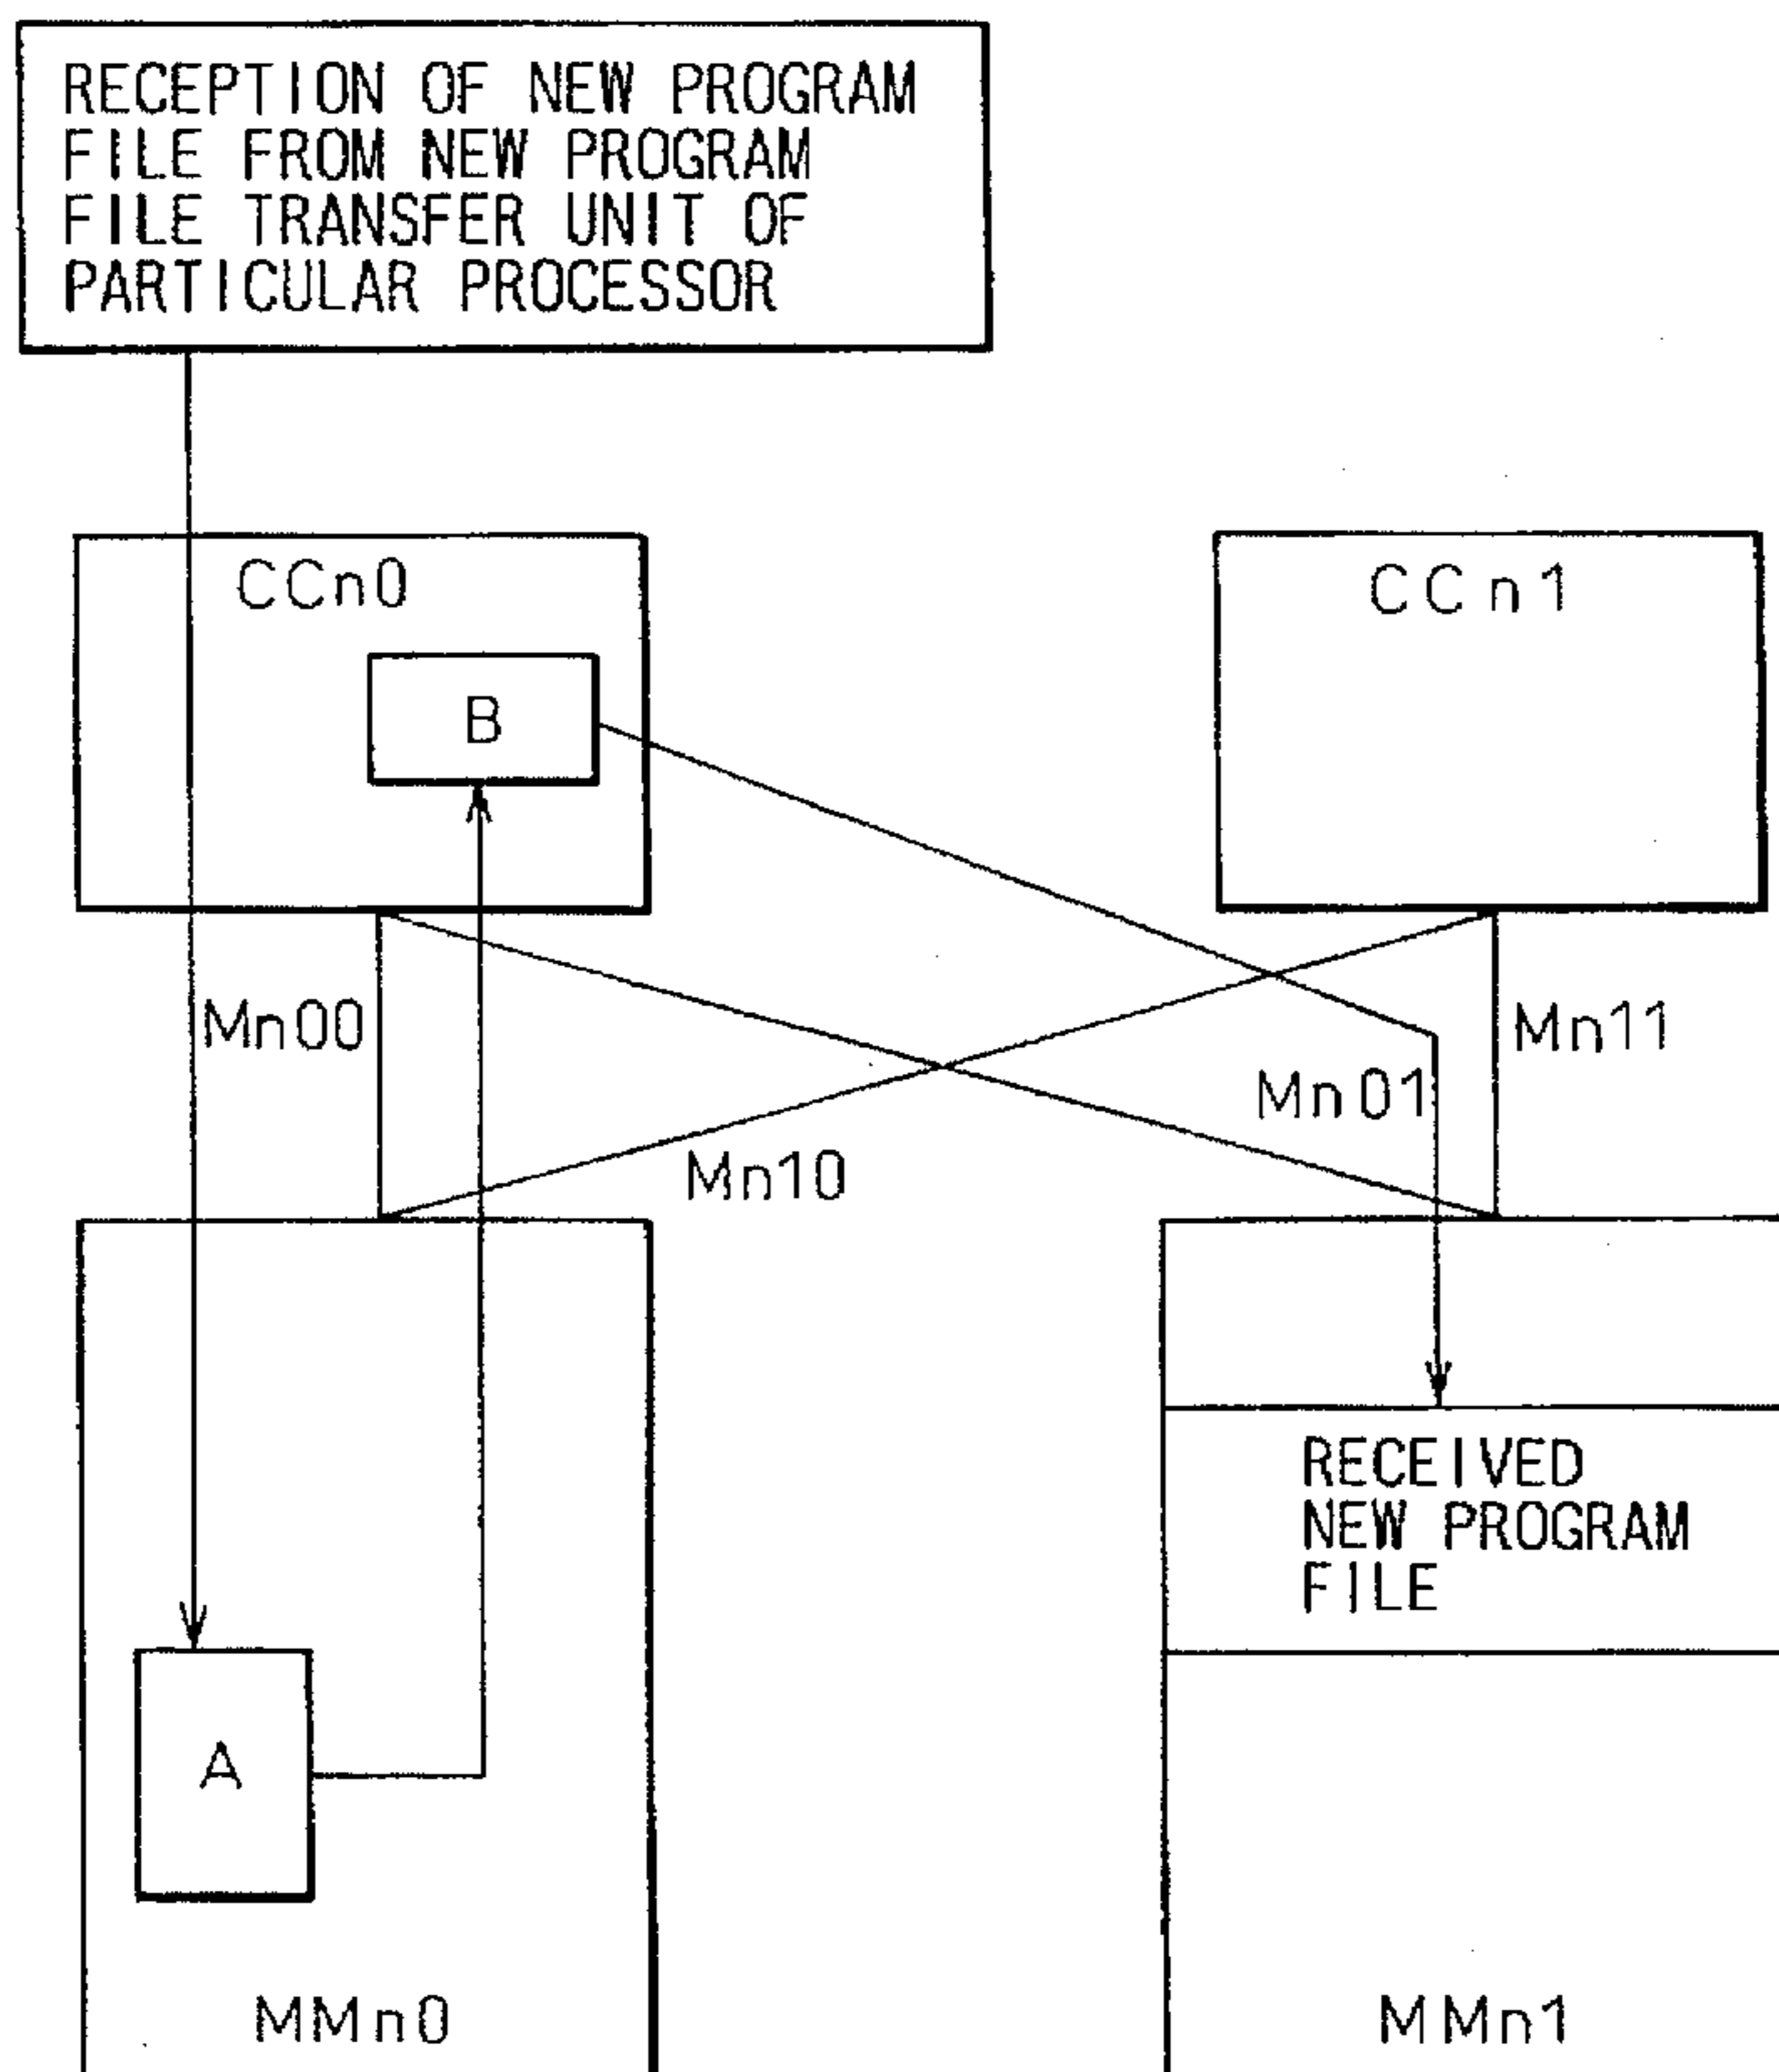 RECEPTION OF NEW PROGRAM
FILE FROM NEW PROGRAM
FILE TRANSFER UNIT OF
PARTICULAR PROCESSOR
CCn0
CCn1
B
Mn00
Mn11
Mn01
Mn10
RECEIVED
NEW PROGRAM
FILE
A
MMn0
MMn1